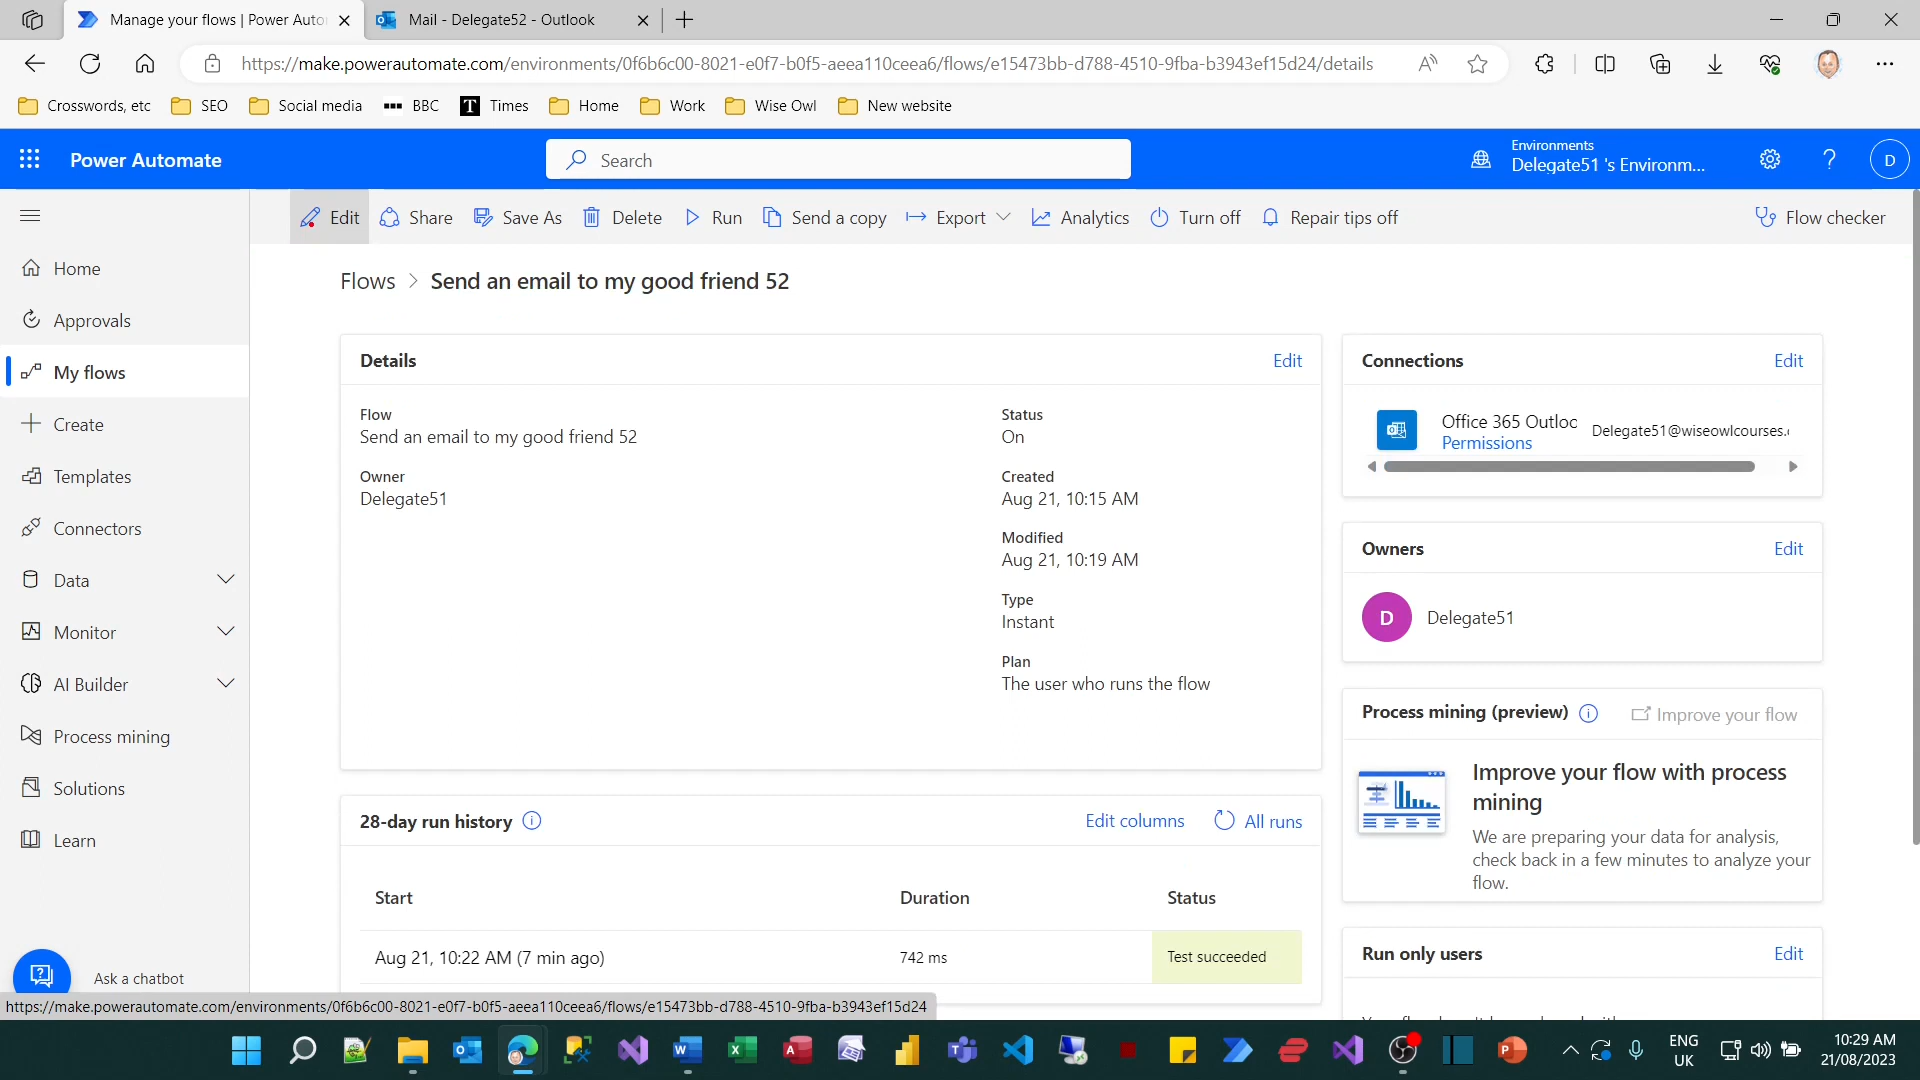 Manage your flows | Power Auto
Mail - Delegate52 - Outlook
https://make.powerautomate.com/environments/0f6b6c00-8021-e0f7-b0f5-aeea110ceea6/flows/e15473bb-d788-4510-9fba-b3943ef15d24/details
Crosswords, etc
SEO
Social media
BBC
T Times
Home
Work
Wise Owl
New website
Power Automate
Search
Environments
Delegate51 's Environm...
D
Edit
Share
Save As
Delete
Run
Send a copy
Export
Analytics
Turn off
Repair tips off
Flow checker
Home
Approvals
My flows
Create
Templates
Connectors
Data
Monitor
AI Builder
Process mining
Solutions
Learn
Ask a chatbot
Flows > Send an email to my good friend 52
Details
Edit
Flow
Send an email to my good friend 52
Owner
Delegate51
Status
On
Created
Aug 21, 10:15 AM
Modified
Aug 21, 10:19 AM
Type
Instant
Plan
The user who runs the flow
28-day run history
Edit columns
All runs
Start
Duration
Status
Aug 21, 10:22 AM (7 min ago)
742 ms
Test succeeded
Connections
Edit
Office 365 Outloc
Permissions
Delegate51@wiseowlcourses.
Owners
Edit
D
Delegate51
Process mining (preview)
Improve your flow
Improve your flow with process
mining
We are preparing your data for analysis,
check back in a few minutes to analyze your
flow.
Run only users
Edit
https://make.powerautomate.com/environments/0f6b6c00-8021-e0f7-b0f5-aeea110ceea6/flows/e15473bb-d788-4510-9fba-b3943ef15d24
ENG
UK
10:29 AM
21/08/2023